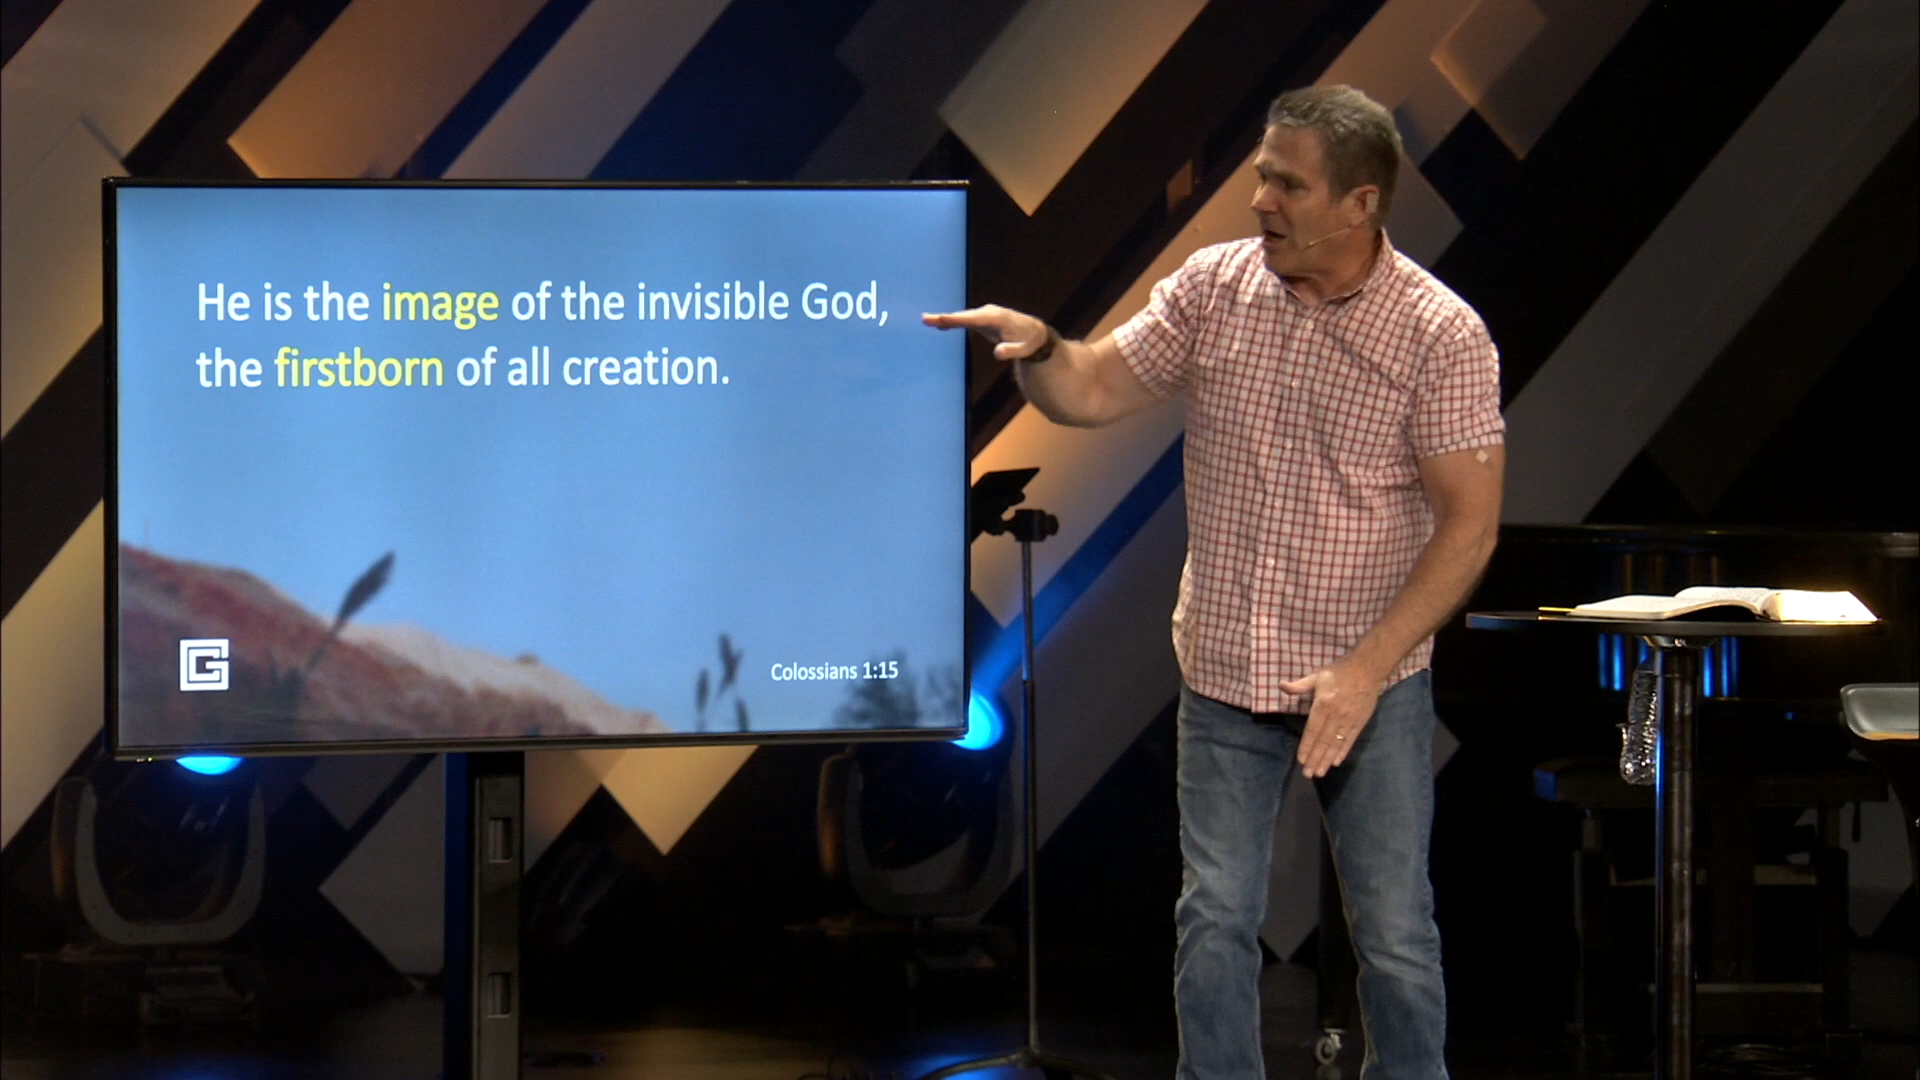 He is the image of the invisible God,
the firstborn of all creation.
Colossians 1:15